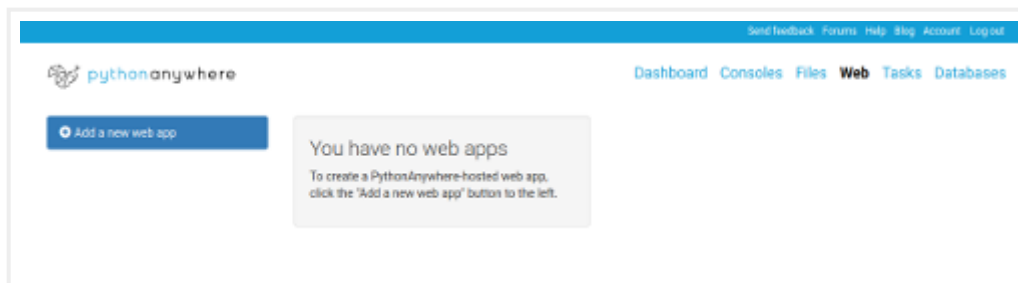 Send feedback Forums Help Blog Account Log out
pythonanywhere
Dashboard Consoles Files Web Tasks Databases
Add a new web app
You have no web apps
To create a PythonAnywhere-hosted web app,
click the "Add a new web app" button to the left.